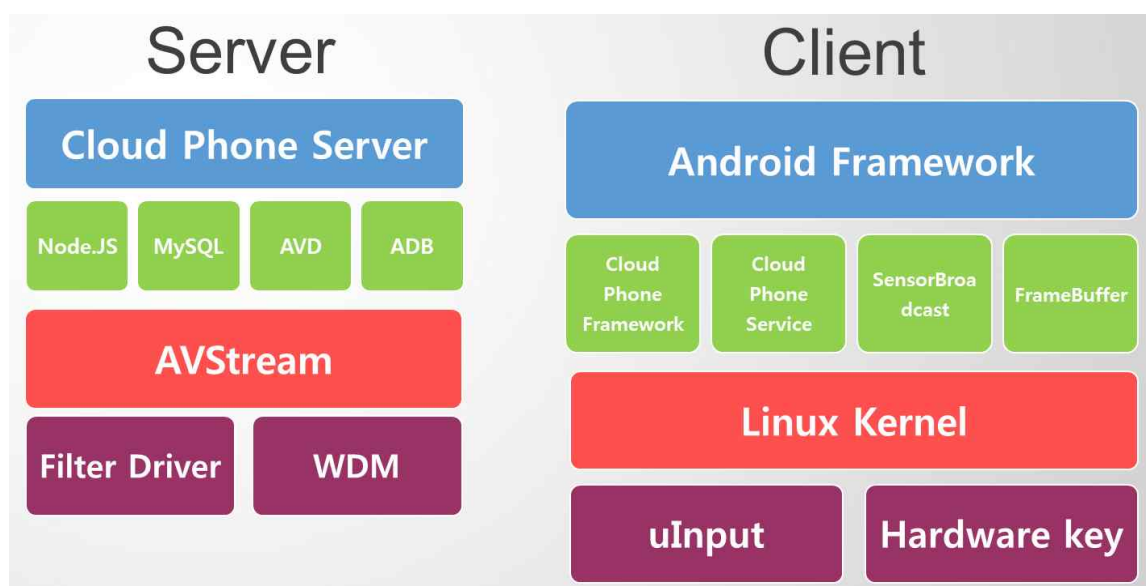 Server
Cloud Phone Server
Node.JS
MySQL
AVD
ADB
AVStream
Filter Driver
WDM
Client
Android Framework
Cloud
Phone
Framework
Cloud
Phone
Service
SensorBroa
dcast
FrameBuffer
Linux Kernel
uInput
Hardware key